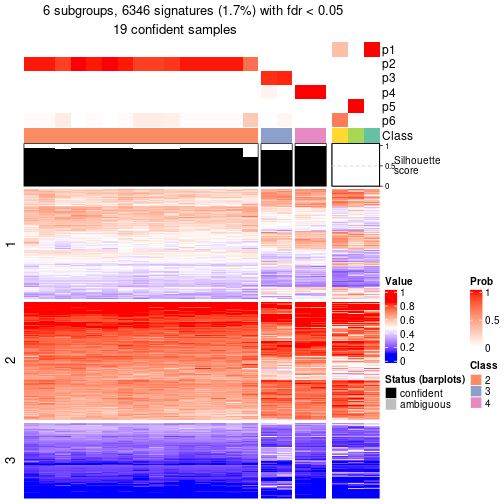 6 subgroups, 6346 signatures (1.7%) with fdr < 0.05
19 confident samples
p1
p2
p3
p4
p5
p6
Class
1
0.5
0
Silhouette
score
1
2
3
Value
1
0.8
0.6
0.4
0.2
0
Prob
1
0.5
0
Status (barplots)
confident
ambiguous
Class
2
3
4